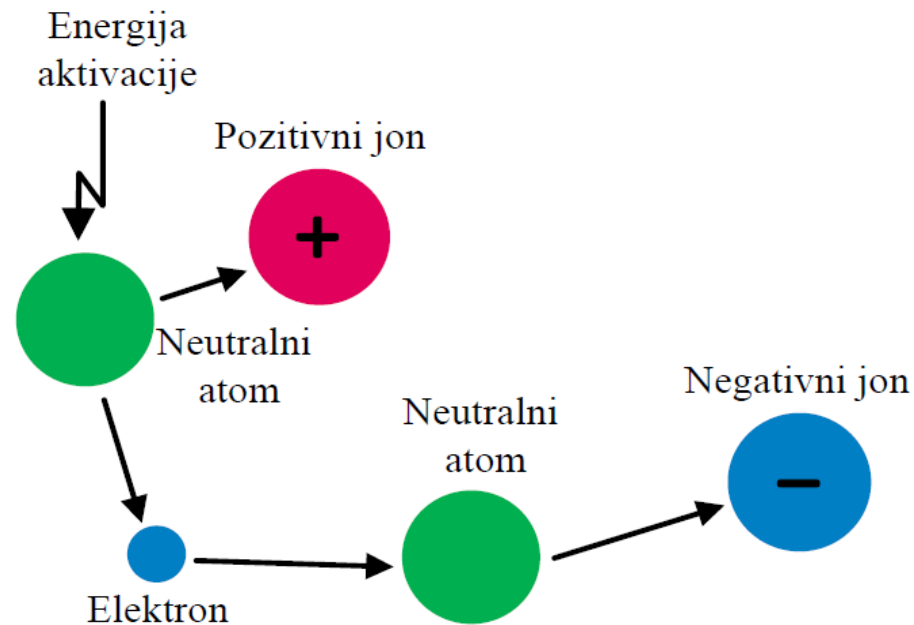 Energija
aktivacije
Pozitivni jon
+
Neutralni
atom
Neutralni
atom
Negativni jon
−
Elektron